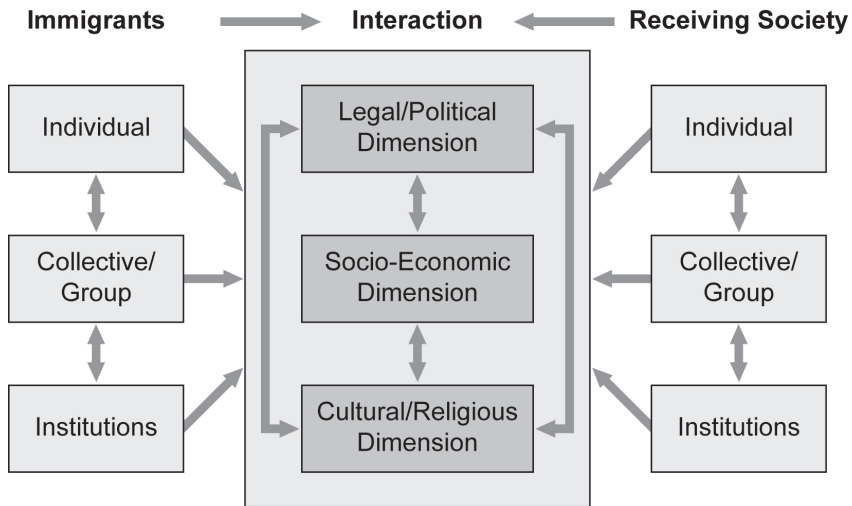 Immigrants
Interaction
Receiving Society
Individual
Collective/
Group
Institutions
Legal/Political
Dimension
Socio-Economic
Dimension
Cultural/Religious
Dimension
Individual
Collective/
Group
Institutions